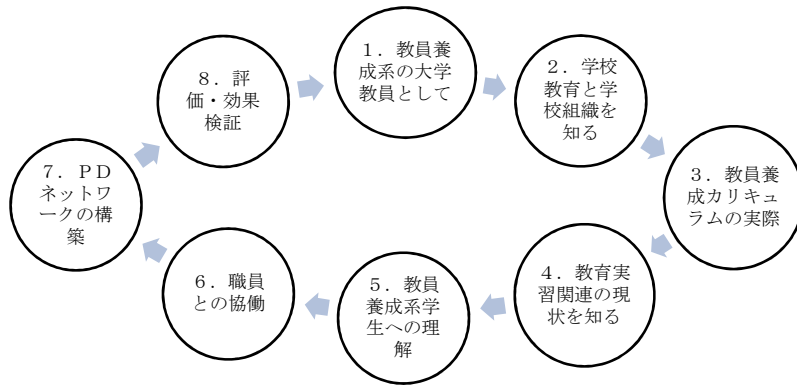 １．教員養
成系の大学
教員として
２．学校
教育と学
校組織を
知る
３．教員養
成カリキュ
ラムの実際
４．教育実
習関連の現
状を知る
５．教員
養成系学
生への理
解
６．職員
との協働
７．ＰＤ
ネットワ
ークの構
築
８．評
価・効果
検証